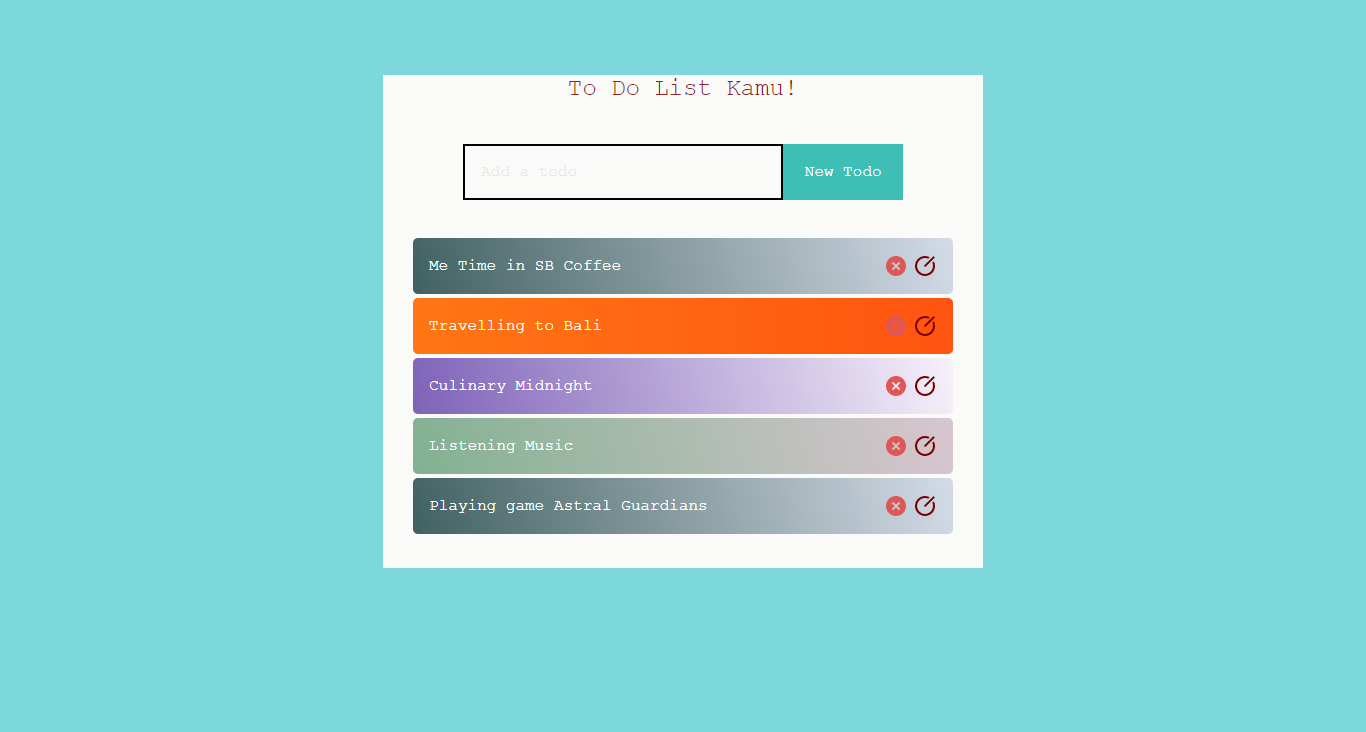 To Do List Kamu!
Add a todo
New Todo
Me Time in SB Coffee
Travelling to Bali
Culinary Midnight
Listening Music
Playing game Astral Guardians